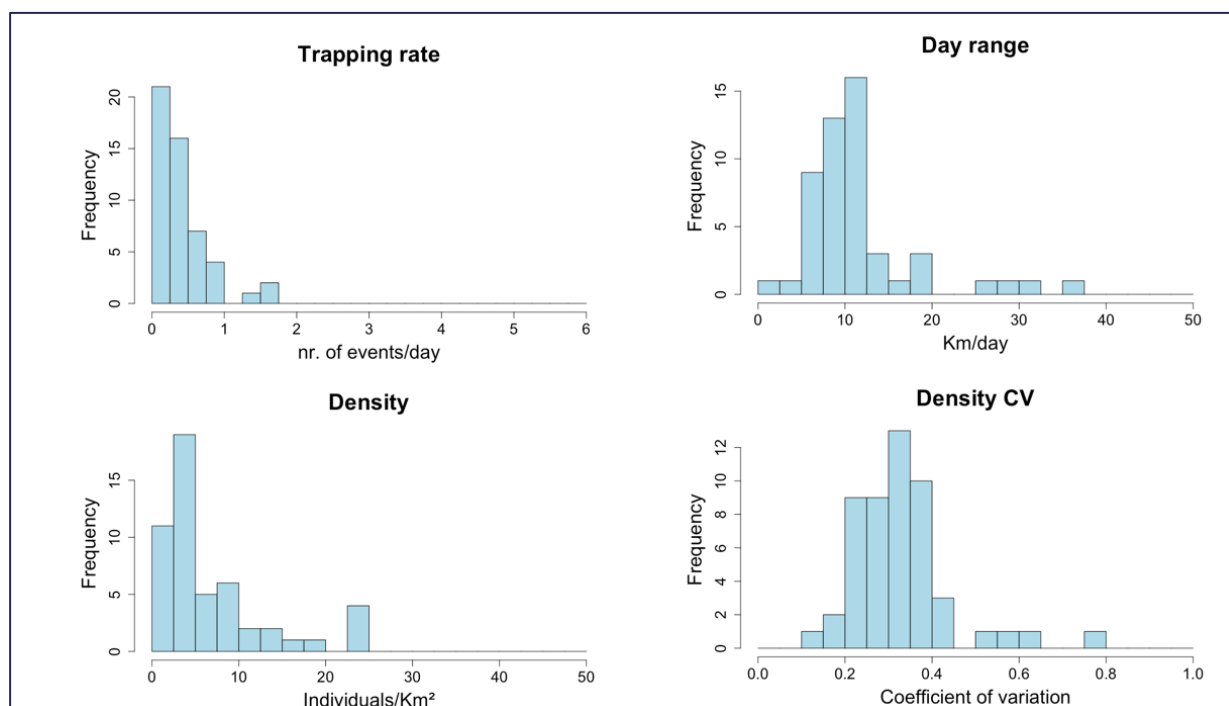 Trapping rate
Frequency
0
5
10
15
20
0 1 2 3 4 5 6
nr. of events/day
Day range
Frequency
0
5
10
15
0 10 20 30 40 50
Km/day
Density
Frequency
0
5
10
15
0 10 20 30 40 50
Individuals/Km²
Density CV
Frequency
0
2
4
6
8
10
12
0.0 0.2 0.4 0.6 0.8 1.0
Coefficient of variation